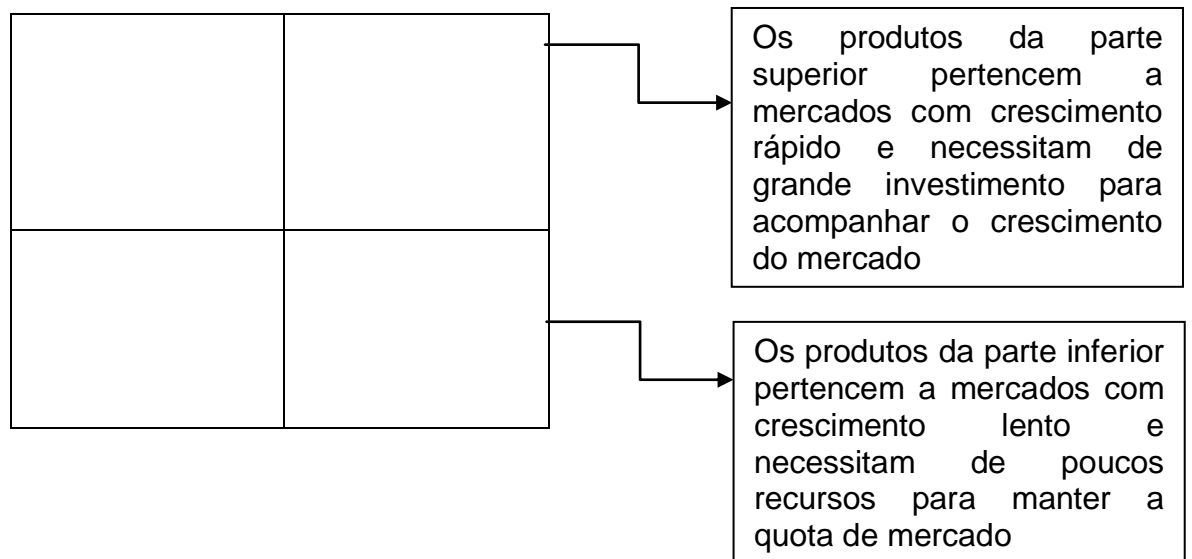 Os produtos da parte
superior pertencem a
mercados com crescimento
rápido e necessitam de
grande investimento para
acompanhar o crescimento
do mercado
Os produtos da parte inferior
pertencem a mercados com
crescimento lento e
necessitam de poucos
recursos para manter a
quota de mercado